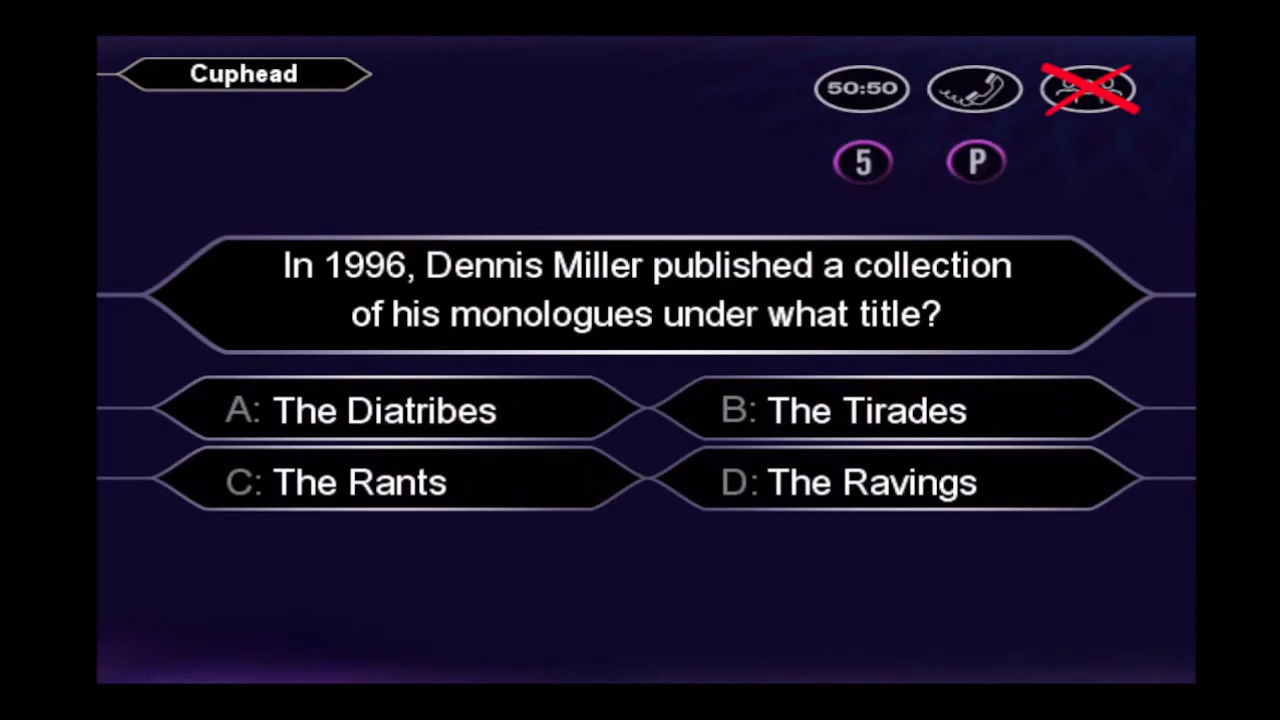 Cuphead
50:50
5
P
In 1996, Dennis Miller published a collection
of his monologues under what title?
A: The Diatribes
B: The Tirades
C: The Rants
D: The Ravings